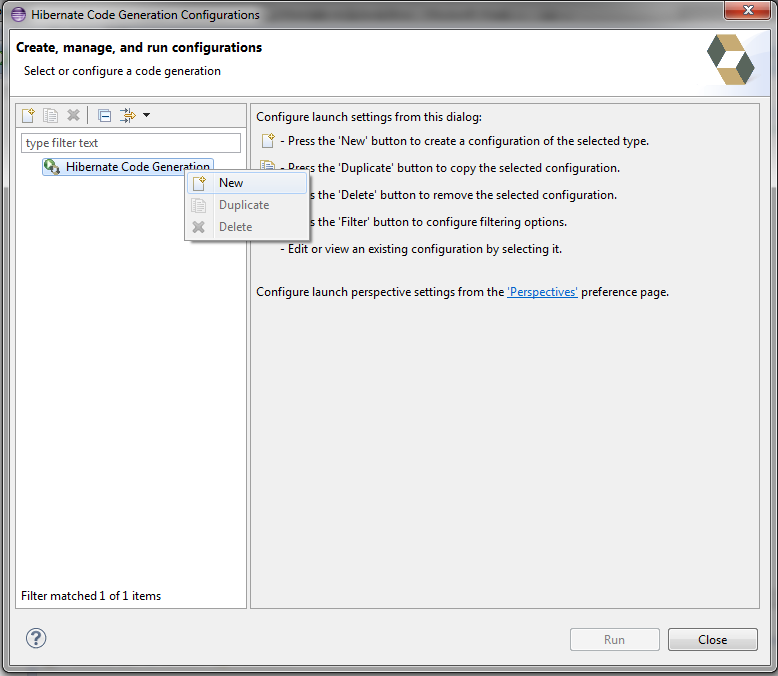 Hibernate Code Generation Configurations
Create, manage, and run configurations
Select or configure a code generation
type filter text
Hibernate Code Generation
New
Duplicate
Delete
Filter matched 1 of 1 items
Configure launch settings from this dialog:
- Press the 'New' button to create a configuration of the selected type.
- Press the 'Duplicate' button to copy the selected configuration.
the 'Delete' button to remove the selected configuration.
the 'Filter' button to configure filtering options.
- Edit or view an existing configuration by selecting it.
Configure launch perspective settings from the 'Perspectives' preference page.
?
Run
Close